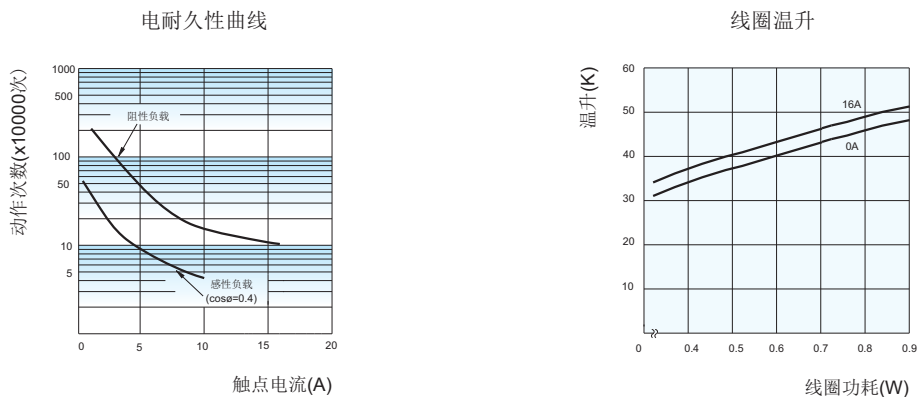 电耐久性曲线
动作次数(x10000次)
1000
500
100
50
10
5
阻性负载
感性负载
(cosø=0.4)
0 5 10 15 20
触点电流(A)
线圈温升
温升(K)
60
50
40
30
20
10
16A
0A
0 0.4 0.5 0.6 0.7 0.8 0.9
线圈功耗(W)